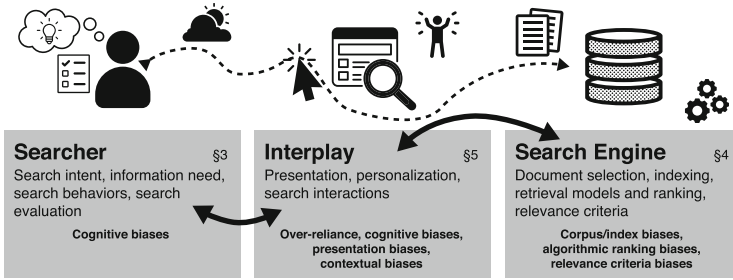 Searcher §3
Search intent, information need,
search behaviors, search
evaluation
Cognitive biases
Interplay §5
Presentation, personalization,
search interactions
Over-reliance, cognitive biases,
presentation biases,
contextual biases
Search Engine §4
Document selection, indexing,
retrieval models and ranking,
relevance criteria
Corpus/index biases,
algorithmic ranking biases,
relevance criteria biases